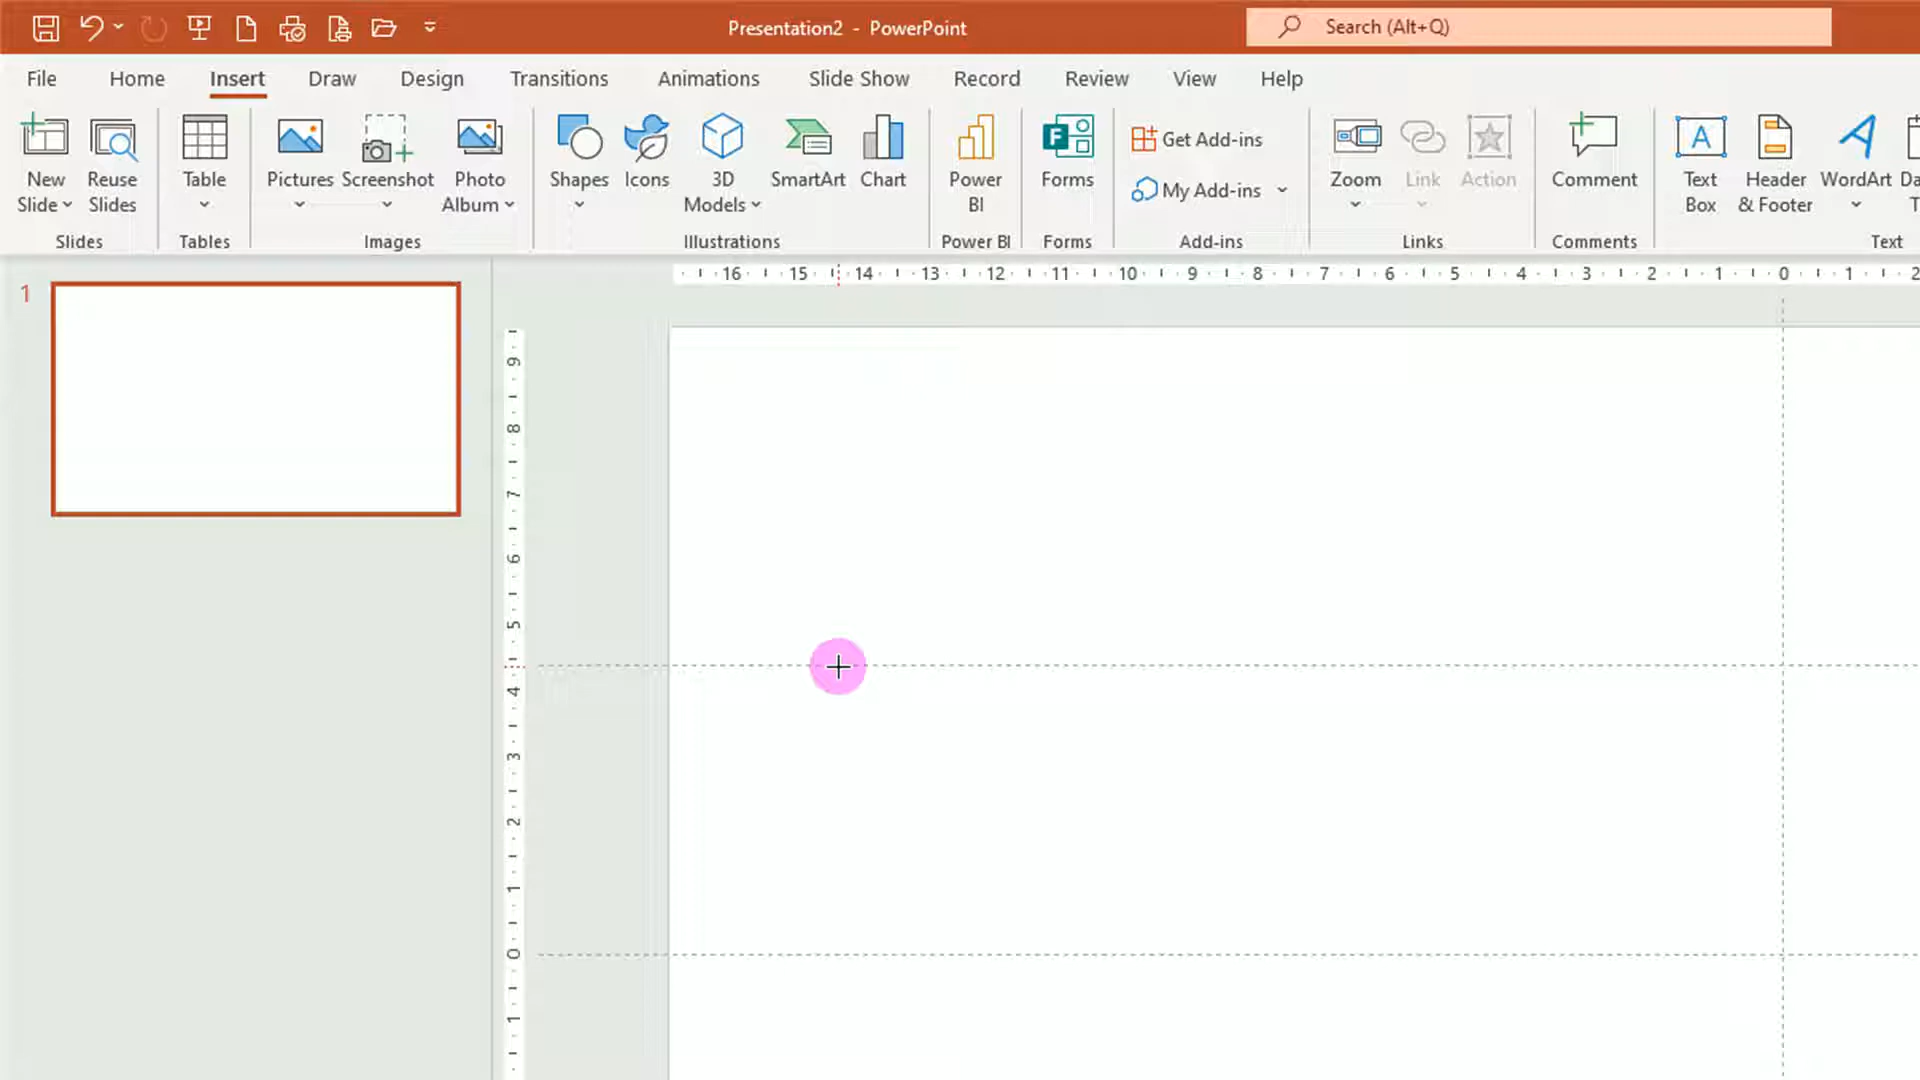 Presentation2 - PowerPoint
Search (Alt+Q)
File Home Insert Draw Design Transitions Animations Slide Show Record Review View Help
New Slide
Reuse Slides
Table
Pictures
Screenshot
Photo Album
Shapes
Icons
3D Models
SmartArt
Chart
Power BI
Forms
Get Add-ins
My Add-ins
Zoom
Link
Action
Comment
Text Box
Header & Footer
WordArt
Slides Tables Images Illustrations Power BI Forms Add-ins Links Comments Text
16 15 14 13 12 11 10 9 8 7 6 5 4 3 2 1 0 1 2
1
9
8
7
6
5
4
3
2
1
0
1